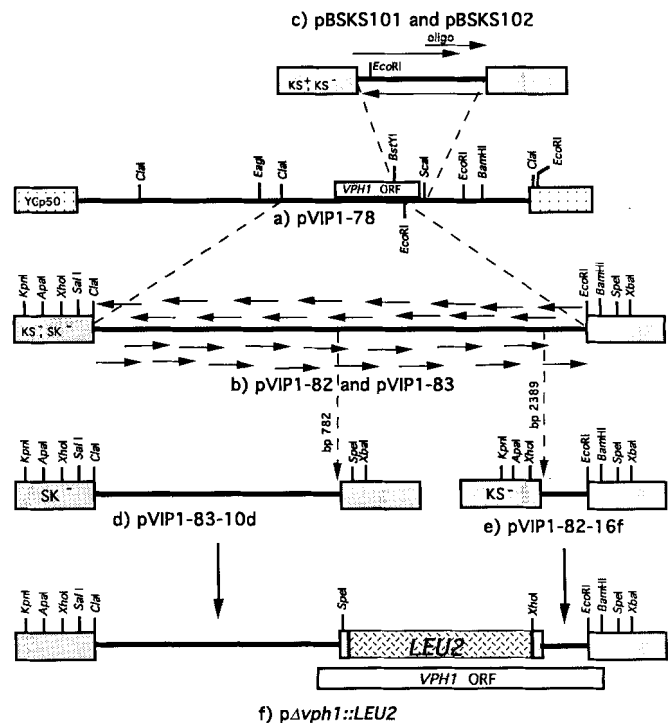 c) pBSKS101 and pBSKS102
oligo
EcoRI
KS+, KS-
ClaI
EagI
ClaI
BstYI
ScaI
EcoRI
BamHI
ClaI
EcoRI
YCp50
VPH1 ORF
a) pVIP1-78
EcoRI
KpnI
ApaI
XhoI
Sal I
ClaI
EcoRI
BamHI
SpeI
XbaI
KS-, SK-
b) pVIP1-82 and pVIP1-83
bp 782
bp 2389
KpnI
ApaI
XhoI
Sal I
ClaI
SpeI
XbaI
KpnI
ApaI
XhoI
EcoRI
BamHI
SpeI
XbaI
SK-
KS-
d) pVIP1-83-10d
e) pVIP1-82-16f
KpnI
ApaI
XhoI
Sal I
ClaI
SpeI
XhoI
EcoRI
BamHI
SpeI
XbaI
LEU2
VPH1 ORF
f) pΔvph1::LEU2